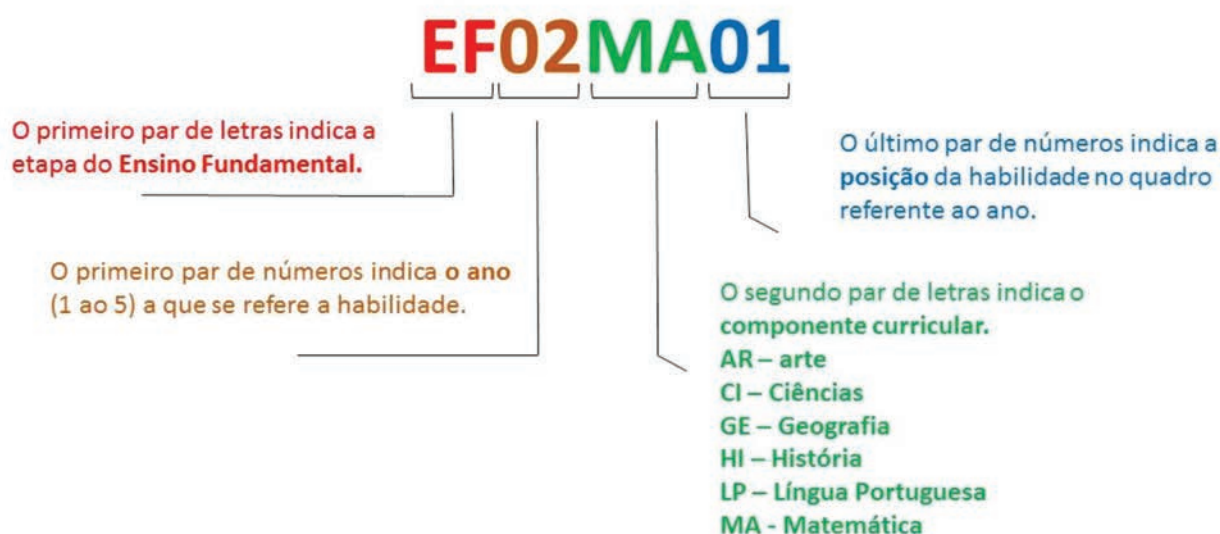 EF02MA01
O primeiro par de letras indica a
etapa do Ensino Fundamental.
O último par de números indica a
posição da habilidade no quadro
referente ao ano.
O primeiro par de números indica o ano
(1 ao 5) a que se refere a habilidade.
O segundo par de letras indica o
componente curricular.
AR – arte
CI – Ciências
GE – Geografia
HI – História
LP – Língua Portuguesa
MA - Matemática